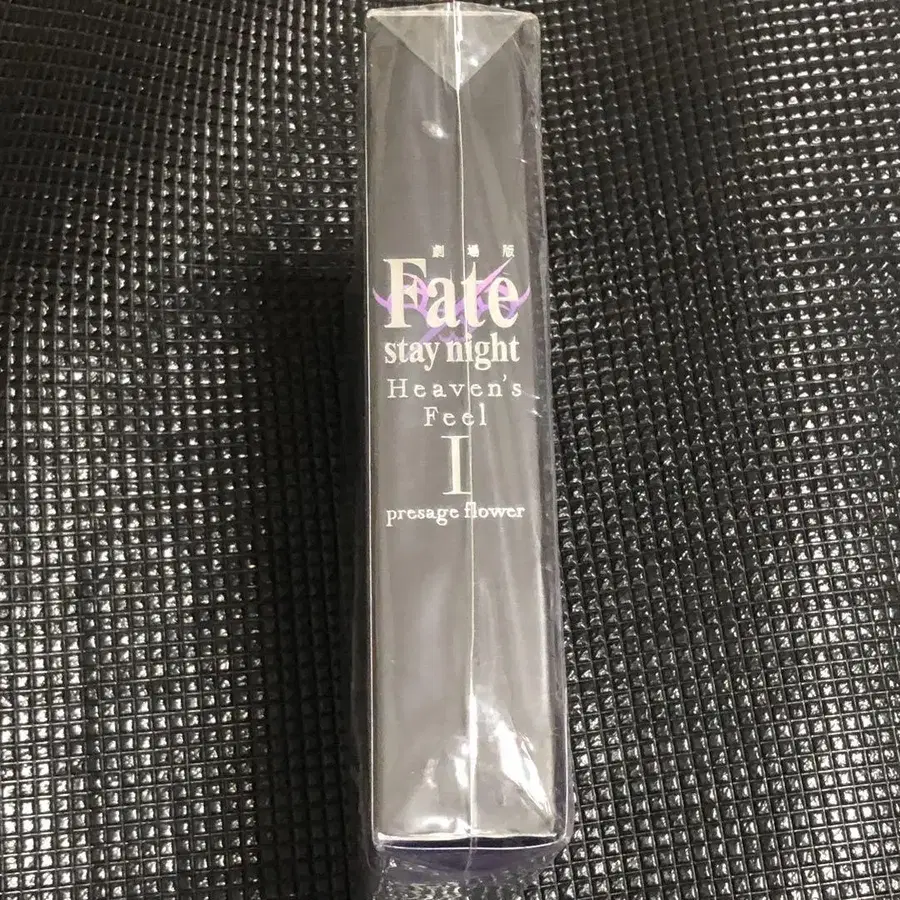 劇場版
Fate
stay night
Heaven's
Feel
I
presage flower